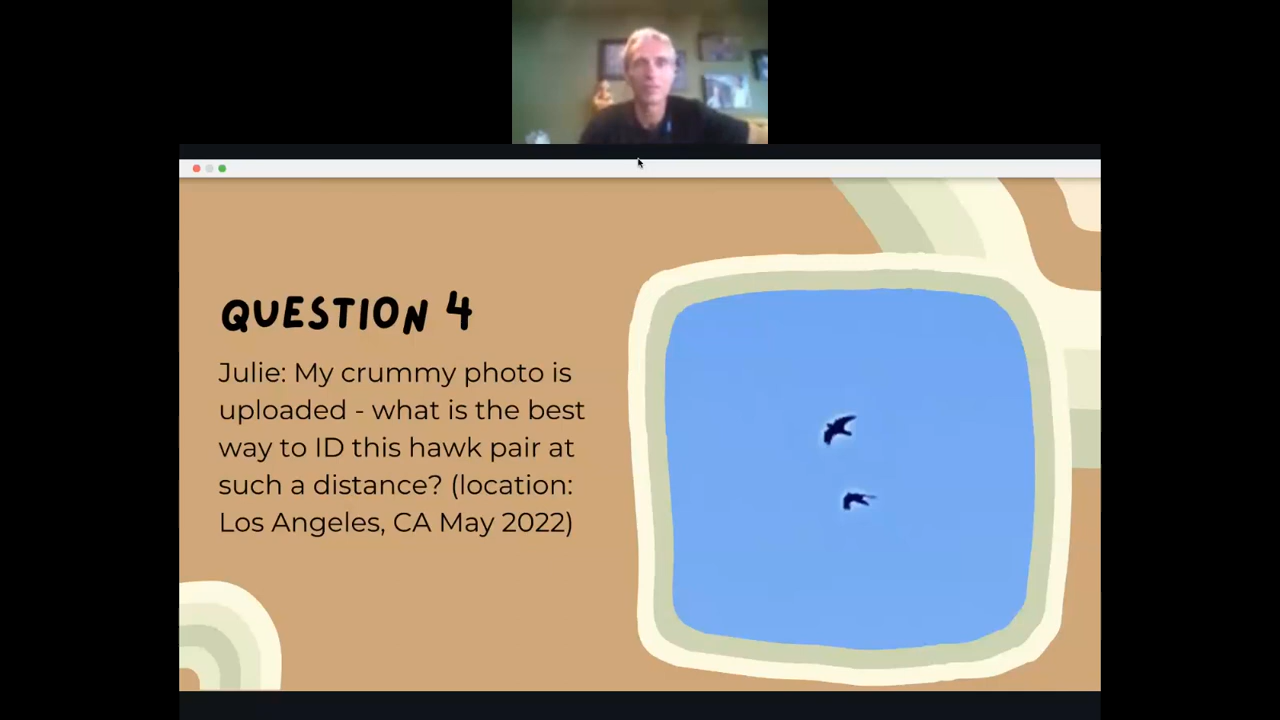 QUESTION 4
Julie: My crummy photo is
uploaded - what is the best
way to ID this hawk pair at
such a distance? (location:
Los Angeles, CA May 2022)